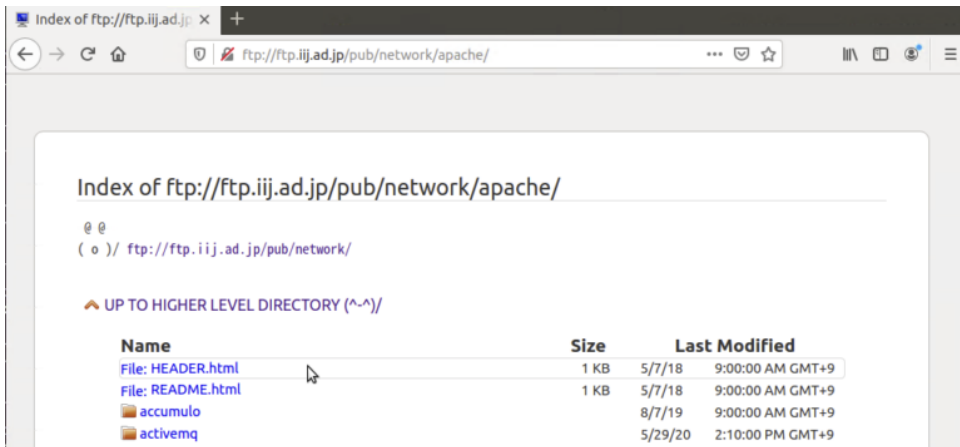 Index of ftp://ftp.iij.ad.jp
ftp://ftp.iij.ad.jp/pub/network/apache/
Index of ftp://ftp.iij.ad.jp/pub/network/apache/
@ @
( o )/ ftp://ftp.iij.ad.jp/pub/network/
UP TO HIGHER LEVEL DIRECTORY (^-^)/
Name Size Last Modified
File: HEADER.html 1 KB 5/7/18 9:00:00 AM GMT+9
File: README.html 1 KB 5/7/18 9:00:00 AM GMT+9
accumulo 8/7/19 9:00:00 AM GMT+9
activemq 5/29/20 2:10:00 PM GMT+9